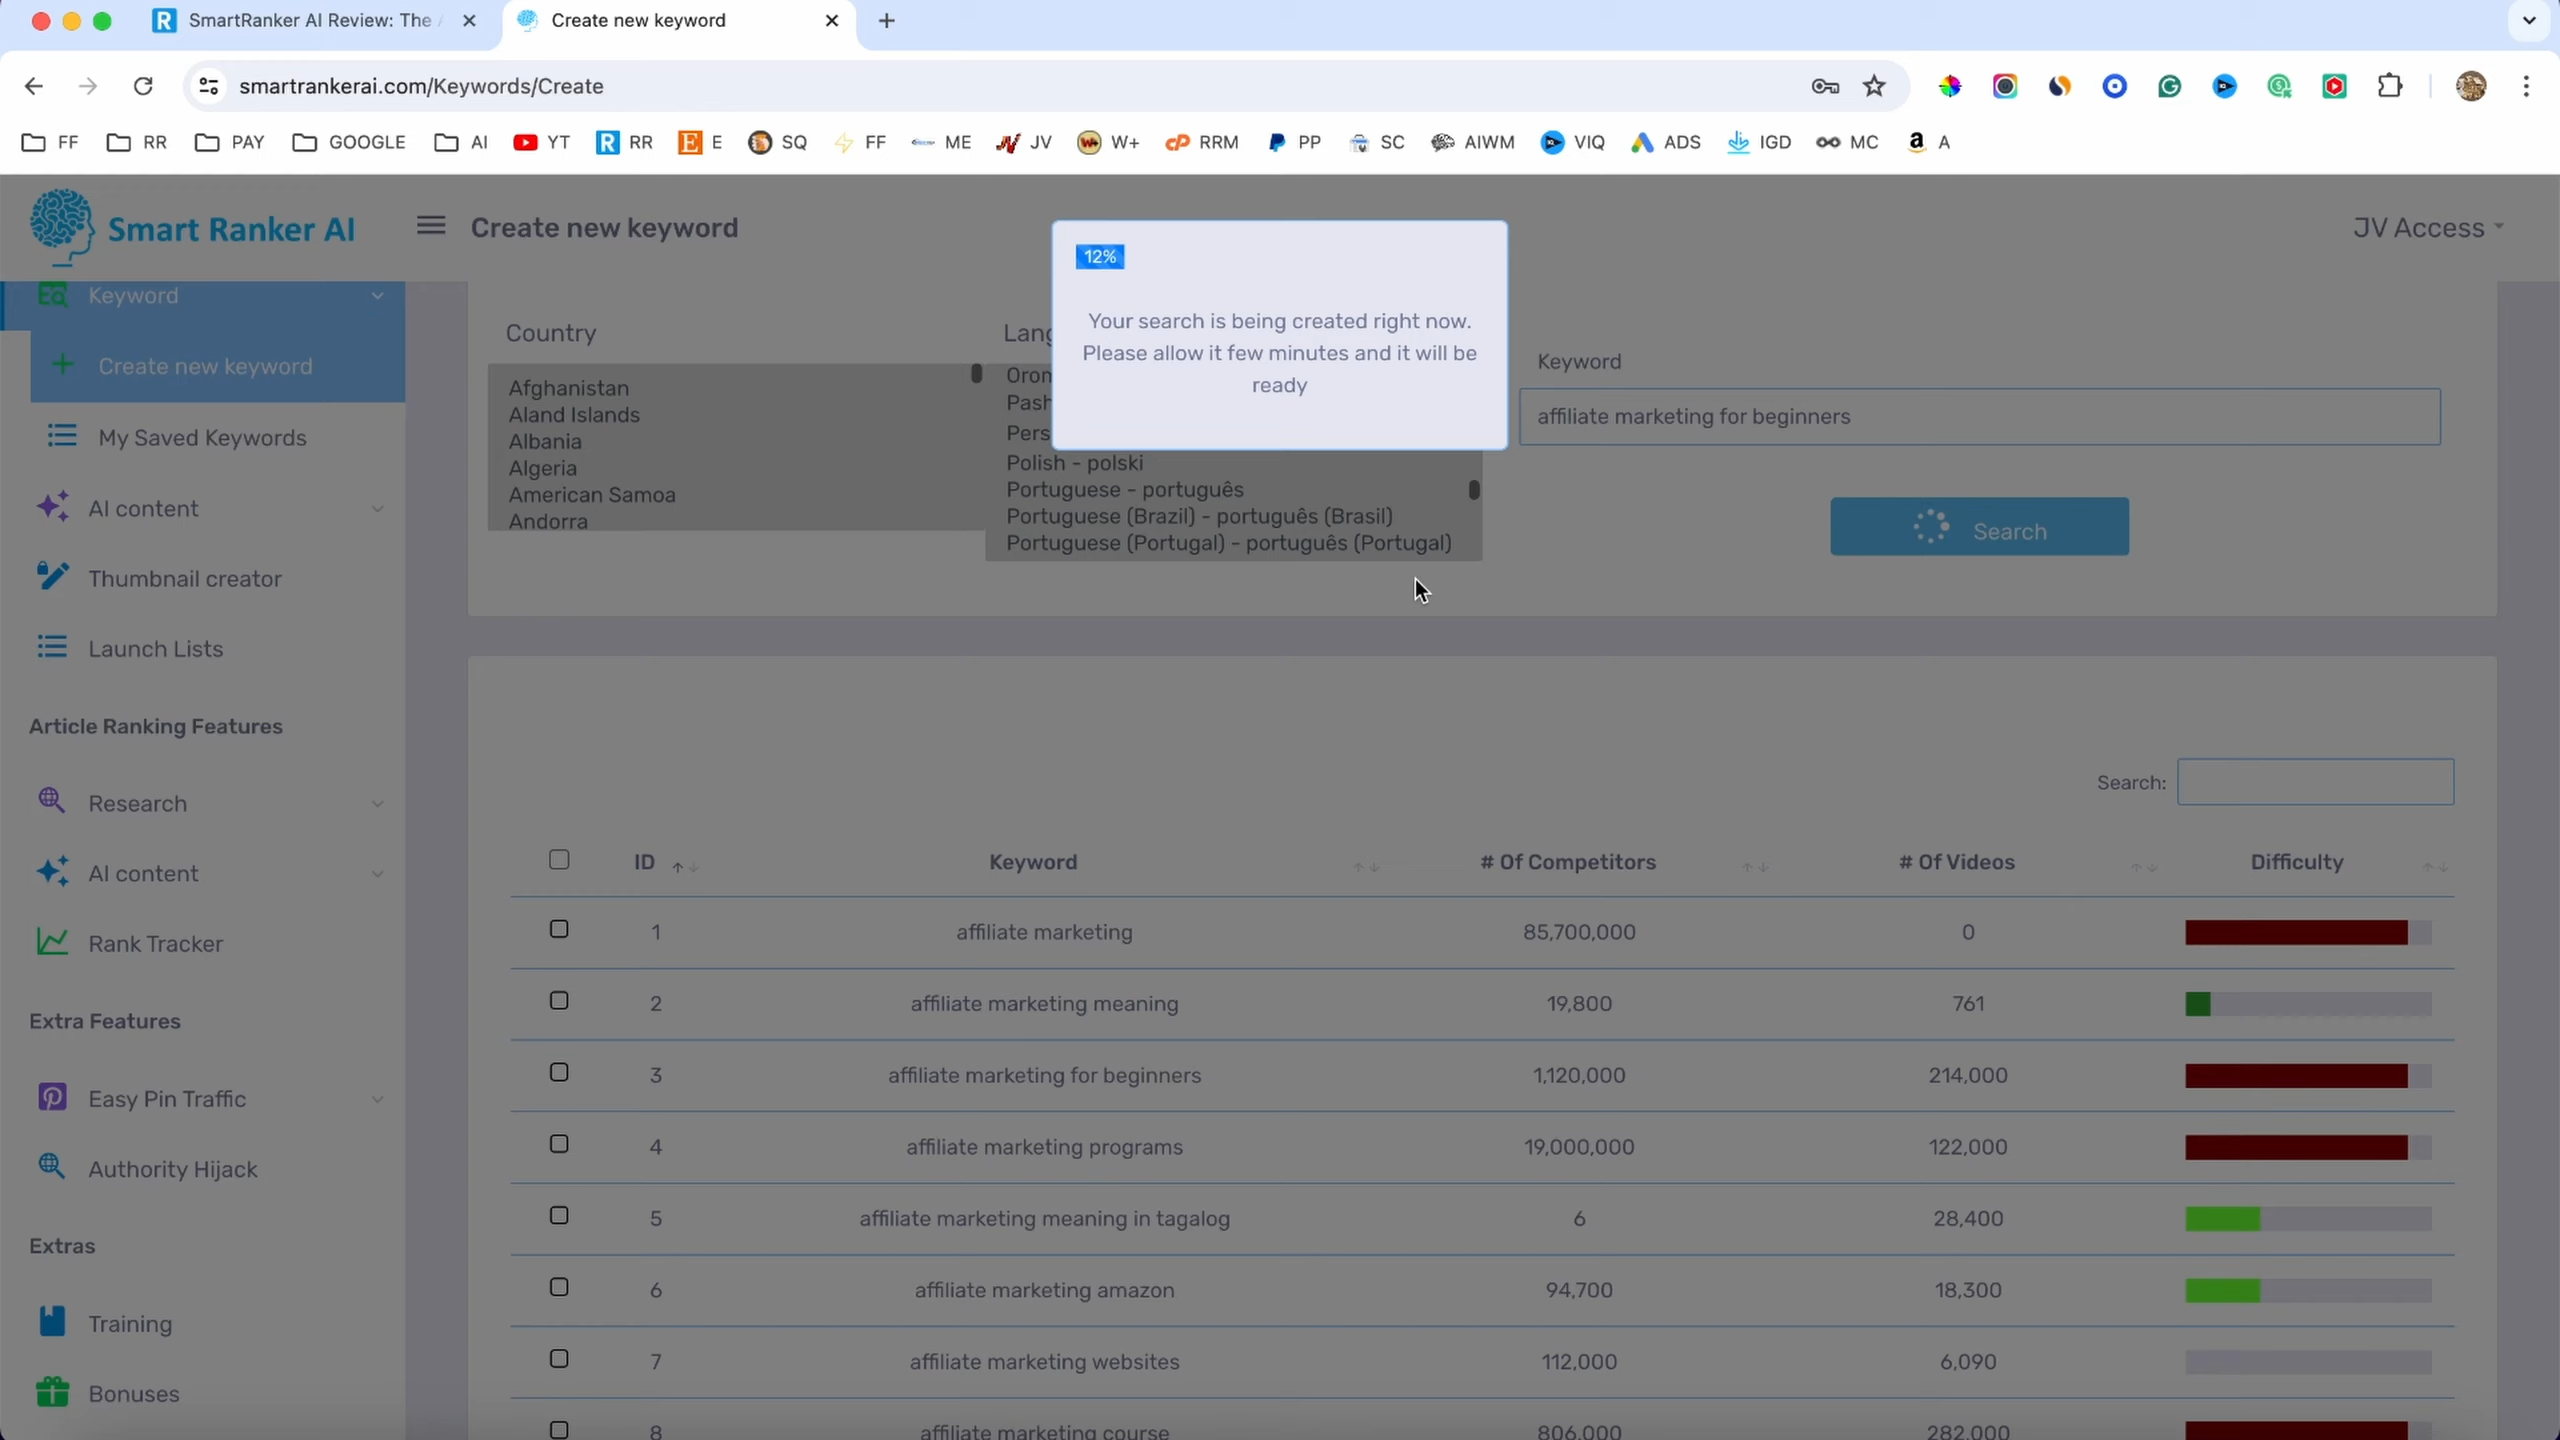 SmartRanker AI Review: The
Create new keyword
smartrankerai.com/Keywords/Create
FF
RR
PAY
GOOGLE
AI
YT
RR
E
SQ
FF
ME
JV
W+
RRM
PP
SC
AIWM
VIQ
ADS
IGD
MC
A
Smart Ranker AI
Create new keyword
JV Access
12%
Your search is being created right now.
Please allow it few minutes and it will be
ready
Keyword
Create new keyword
My Saved Keywords
AI content
Thumbnail creator
Launch Lists
Article Ranking Features
Research
AI content
Rank Tracker
Extra Features
Easy Pin Traffic
Authority Hijack
Extras
Training
Bonuses
Country
Afghanistan
Aland Islands
Albania
Algeria
American Samoa
Andorra
Polish - polski
Portuguese - português
Portuguese (Brazil) - português (Brasil)
Portuguese (Portugal) - português (Portugal)
Keyword
affiliate marketing for beginners
Search
Search:
ID Keyword # Of Competitors # Of Videos Difficulty
1 affiliate marketing 85,700,000 0
2 affiliate marketing meaning 19,800 761
3 affiliate marketing for beginners 1,120,000 214,000
4 affiliate marketing programs 19,000,000 122,000
5 affiliate marketing meaning in tagalog 6 28,400
6 affiliate marketing amazon 94,700 18,300
7 affiliate marketing websites 112,000 6,090
8 affiliate marketing course 806,000 282,000